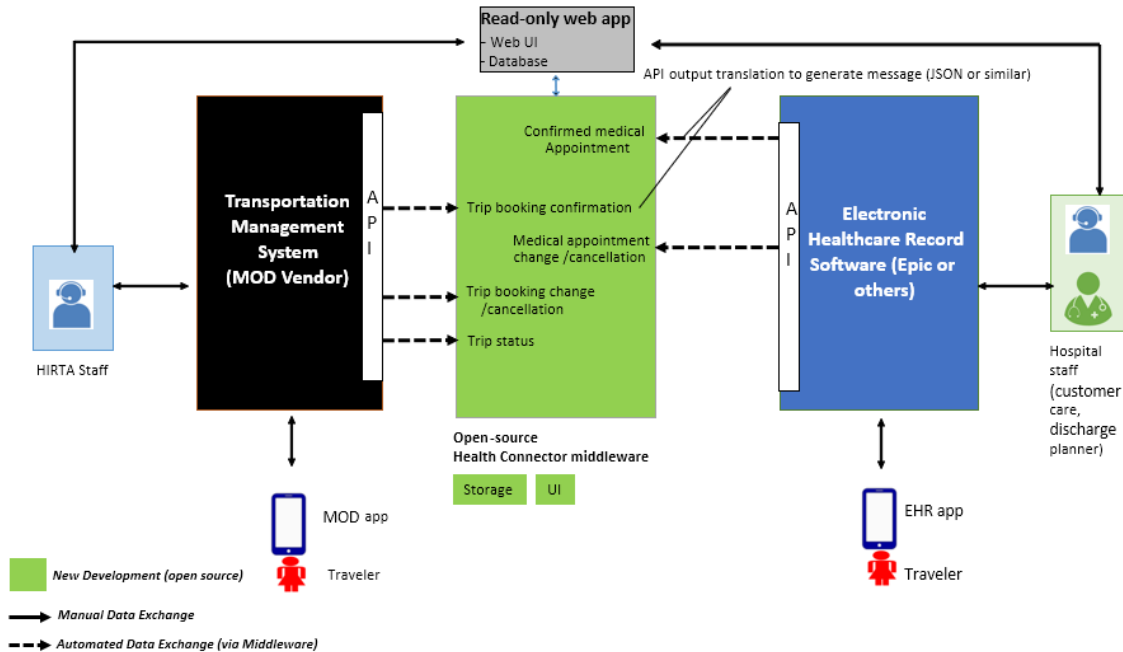 Read-only web app
- Web UI
- Database
API output translation to generate message (JSON or similar)
Confirmed medical
Appointment
Transportation
Management
System
(MOD Vendor)
A
P
I
Trip booking confirmation
Medical appointment
change /cancellation
Trip booking change
/cancellation
Trip status
A
P
I
Electronic
Healthcare Record
Software (Epic or
others)
HIRTA Staff
Hospital
staff
(customer
care,
discharge
planner)
Open-source
Health Connector middleware
Storage
UI
MOD app
Traveler
EHR app
Traveler
New Development (open source)
Manual Data Exchange
Automated Data Exchange (via Middleware)